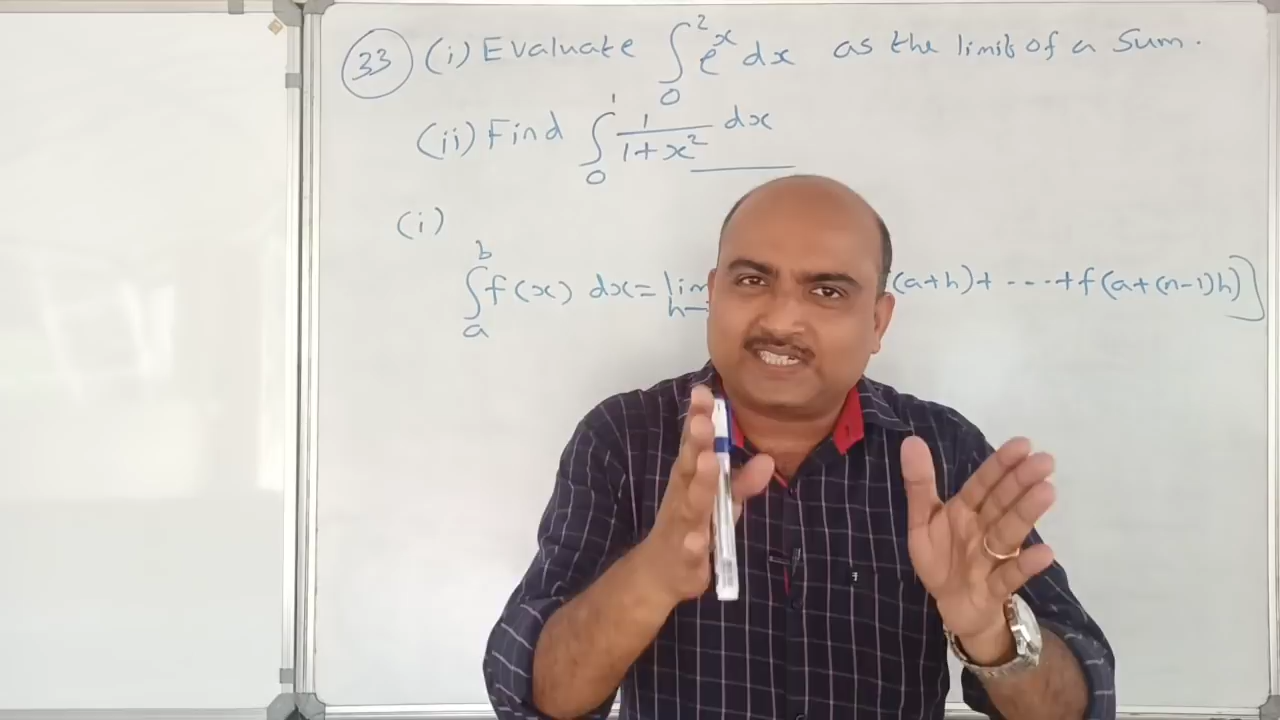 33 (i) Evaluate ∫₀² eˣ dx as the limit of a Sum.
(ii) Find ∫₀¹ 1/(1+x²) dx
(i)
∫ₐᵇ f(x) dx = lim h→ (a+h)+ ---+f(a+(n-1)h)]